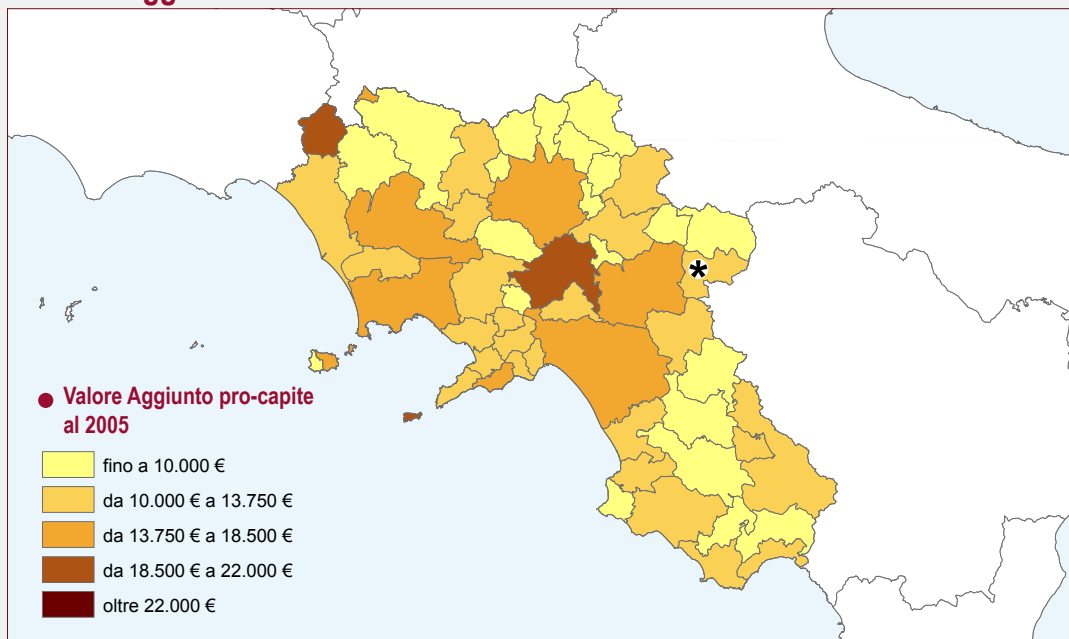 Valore Aggiunto pro-capite
al 2005
fino a 10.000 €
da 10.000 € a 13.750 €
da 13.750 € a 18.500 €
da 18.500 € a 22.000 €
oltre 22.000 €
*